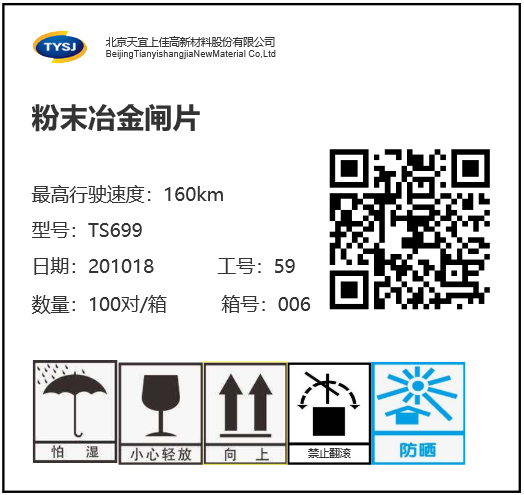 TYSJ
北京天宜上佳高新材料股份有限公司
BeijingTianyishangjiaNewMaterial Co,Ltd
粉末冶金闸片
最高行驶速度：160km
型号：TS699
日期：201018 工号：59
数量：100对/箱 箱号：006
怕 湿
小心轻放
向 上
禁止翻滚
防晒